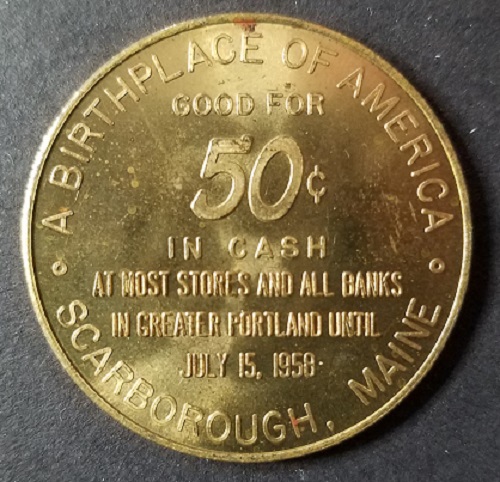 A BIRTHPLACE OF AMERICA
GOOD FOR
50¢
IN CASH
AT MOST STORES AND ALL BANKS
IN GREATER PORTLAND UNTIL
JULY 15, 1958.
SCARBOROUGH, MAINE